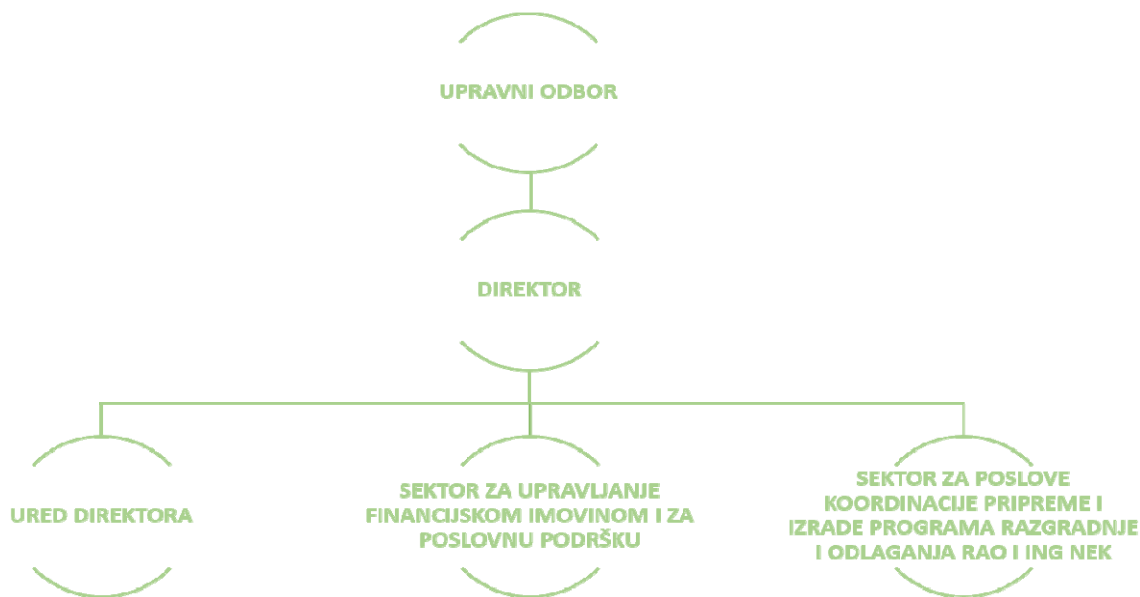 UPRAVNI ODBOR
DIREKTOR
URED DIREKTORA
SEKTOR ZA UPRAVLJANJE
FINANCIJSKOM IMOVINOM I ZA
POSLOVNU PODRŠKU
SEKTOR ZA POSLOVE
KOORDINACIJE PRIPREME I
IZRADE PROGRAMA RAZGRADNJE
I ODLAGANJA RAO I ING NEK